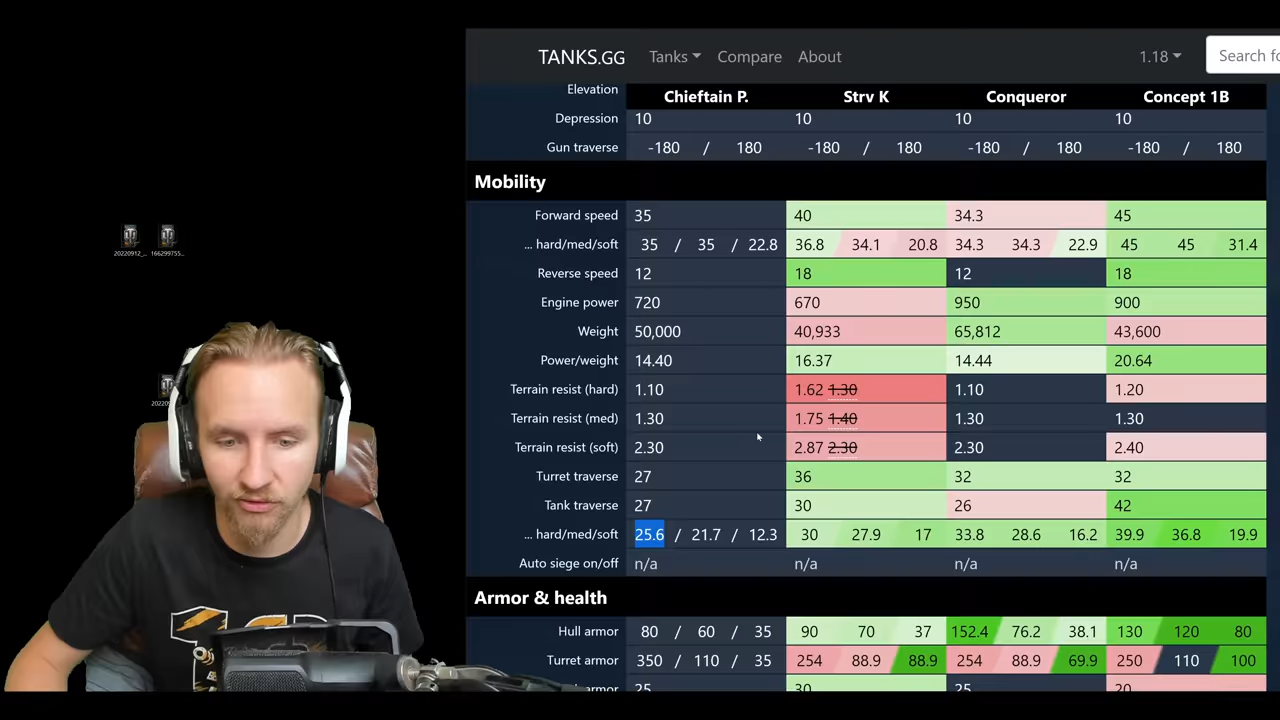 TANKS.GG Tanks Compare About 1.18 Search fo
Elevation
Chieftain P. Strv K Conqueror Concept 1B
Depression 10 10 10 10
Gun traverse -180 / 180 -180 / 180 -180 / 180 -180 / 180
Mobility
Forward speed 35 40 34.3 45
... hard/med/soft 35 / 35 / 22.8 36.8 34.1 20.8 34.3 34.3 22.9 45 45 31.4
Reverse speed 12 18 12 18
Engine power 720 670 950 900
Weight 50,000 40,933 65,812 43,600
Power/weight 14.40 16.37 14.44 20.64
Terrain resist (hard) 1.10 1.62 1.30 1.10 1.20
Terrain resist (med) 1.30 1.75 1.40 1.30 1.30
Terrain resist (soft) 2.30 2.87 2.30 2.30 2.40
Turret traverse 27 36 32 32
Tank traverse 27 30 26 42
... hard/med/soft 25.6 / 21.7 / 12.3 30 27.9 17 33.8 28.6 16.2 39.9 36.8 19.9
Auto siege on/off n/a n/a n/a n/a
Armor & health
Hull armor 80 / 60 / 35 90 70 37 152.4 76.2 38.1 130 120 80
Turret armor 350 / 110 / 35 254 88.9 88.9 254 88.9 69.9 250 110 100
armor 25 30 25 20
20220912_... 166299755...